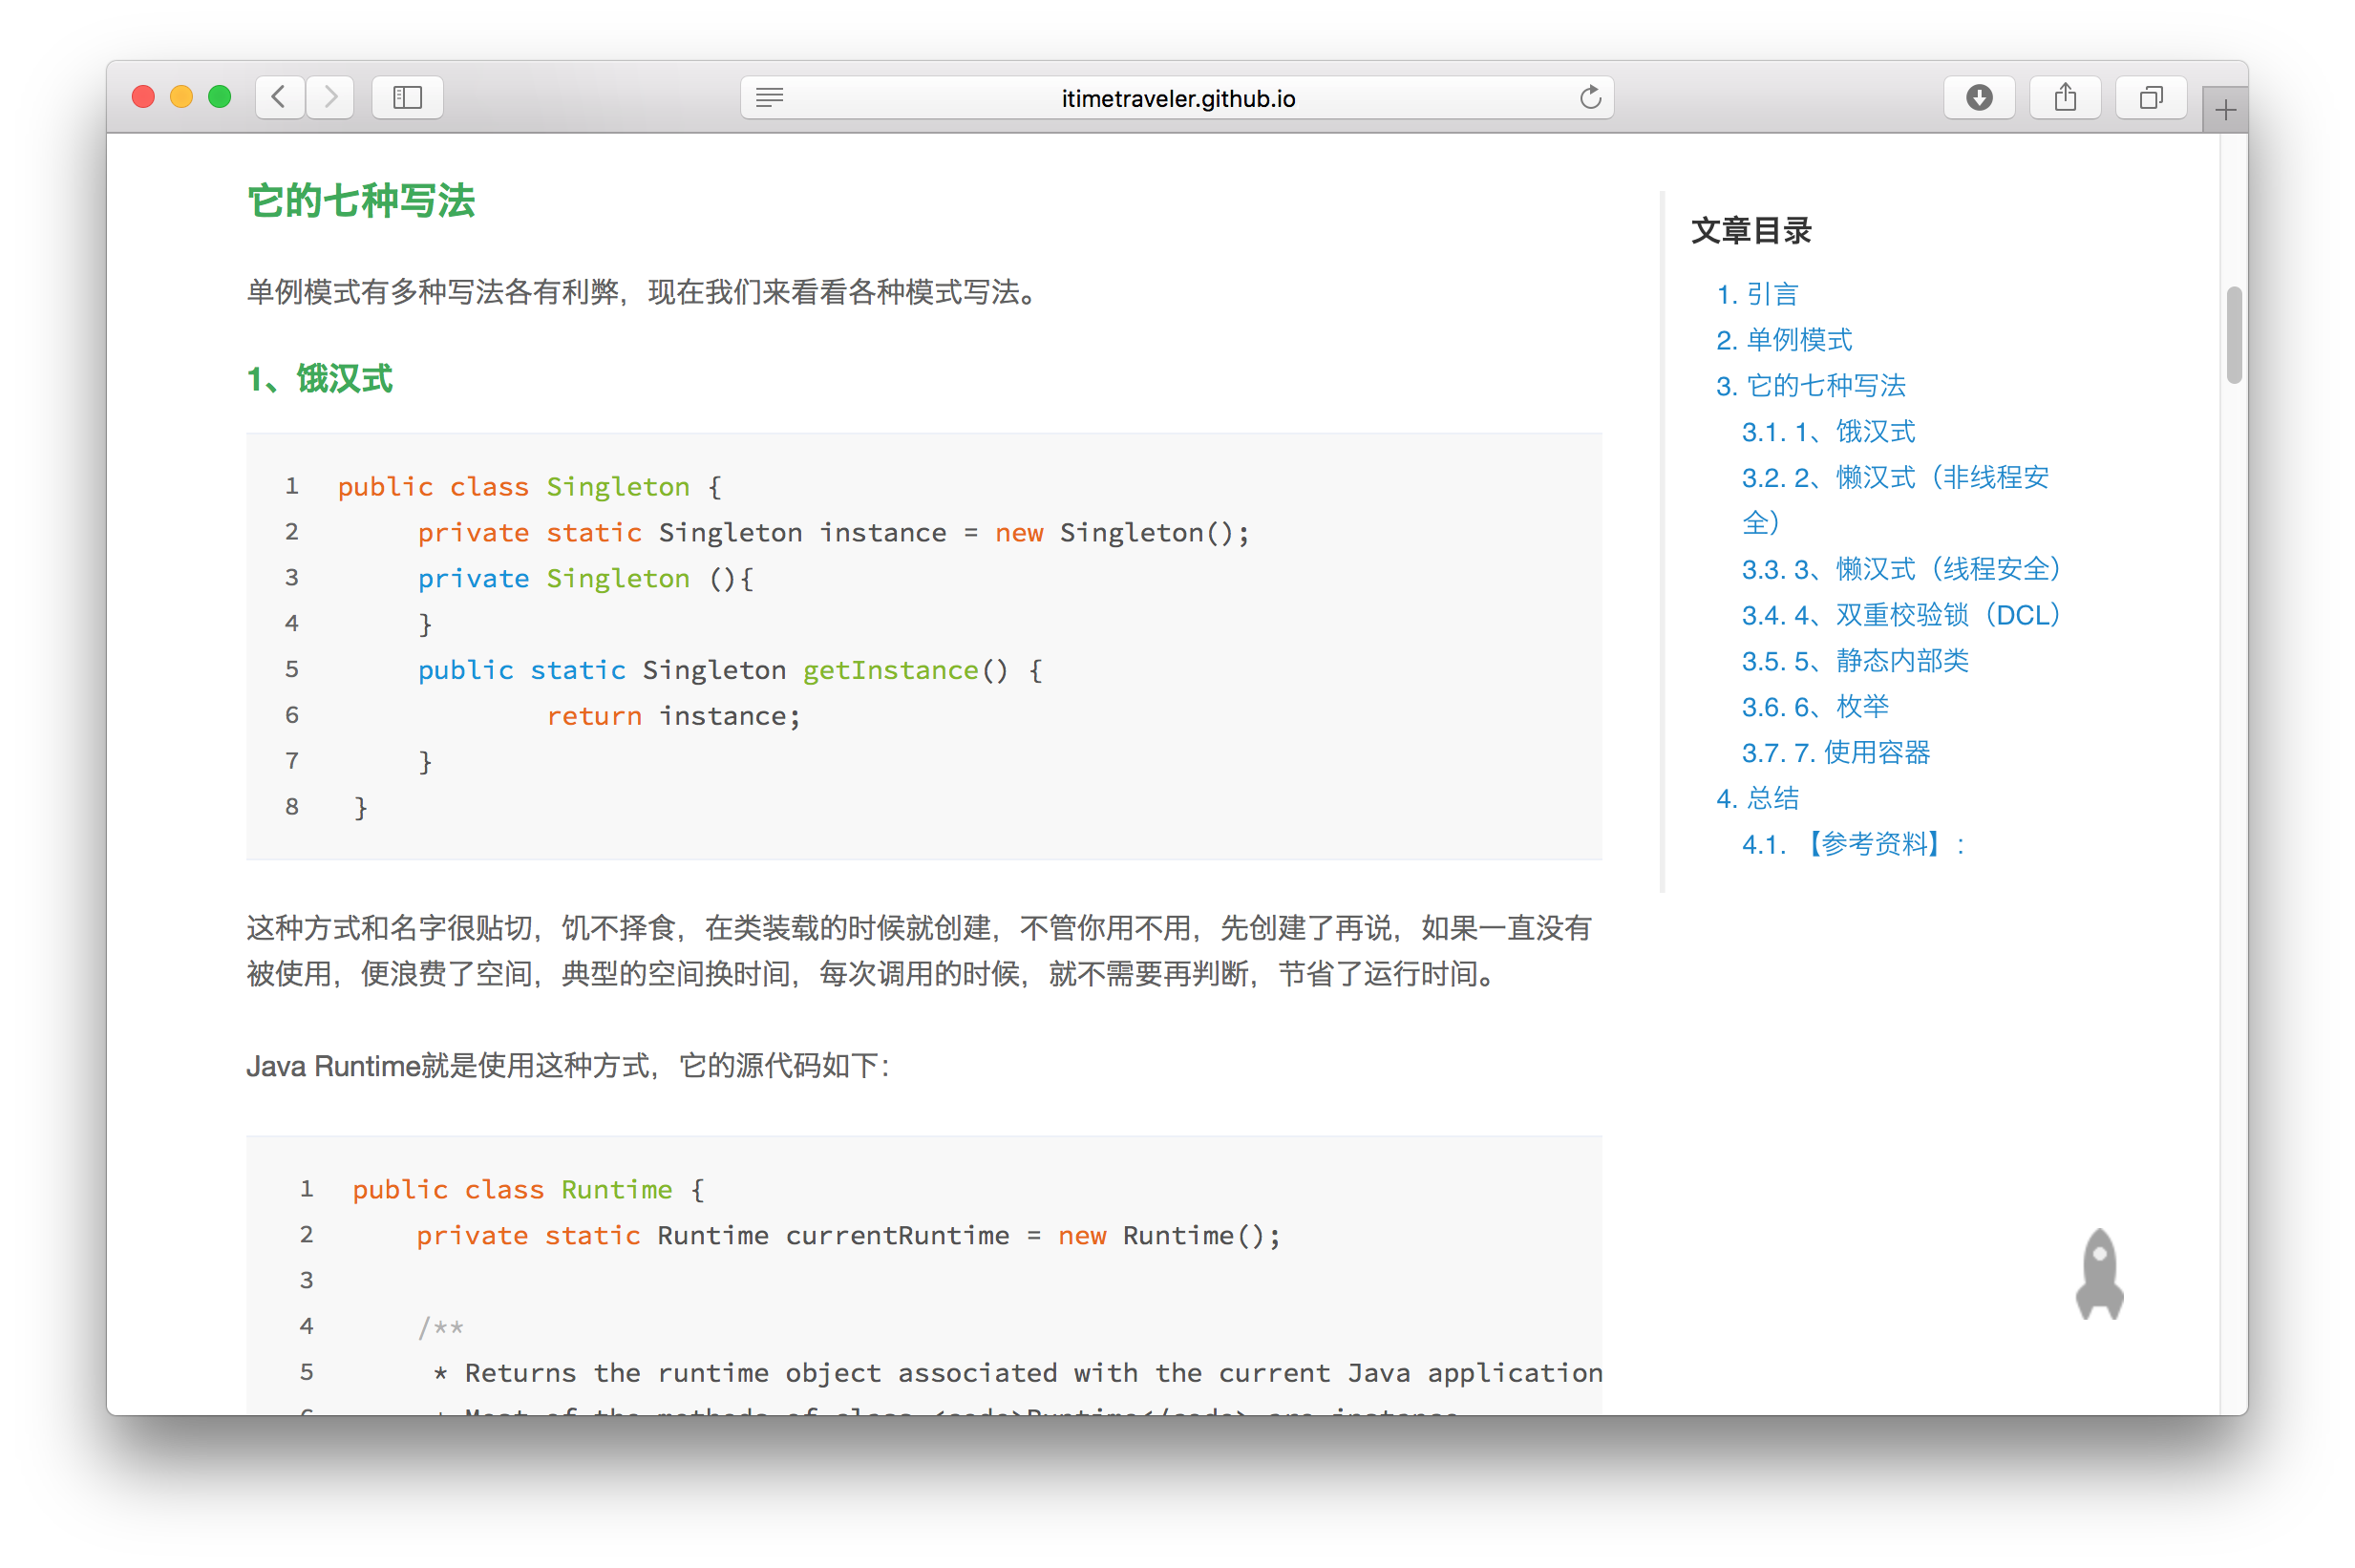 itimetraveler.github.io
它的七种写法
单例模式有多种写法各有利弊，现在我们来看看各种模式写法。
1、饿汉式
1 public class Singleton {
2 private static Singleton instance = new Singleton();
3 private Singleton (){
4 }
5 public static Singleton getInstance() {
6 return instance;
7 }
8 }
这种方式和名字很贴切，饥不择食，在类装载的时候就创建，不管你用不用，先创建了再说，如果一直没有
被使用，便浪费了空间，典型的空间换时间，每次调用的时候，就不需要再判断，节省了运行时间。
Java Runtime就是使用这种方式，它的源代码如下：
1 public class Runtime {
2 private static Runtime currentRuntime = new Runtime();
3
4 /**
5 * Returns the runtime object associated with the current Java application
6 * Most of the methods of class <code>Runtime</code> are instance
文章目录
1. 引言
2. 单例模式
3. 它的七种写法
3.1. 1、饿汉式
3.2. 2、懒汉式（非线程安
全）
3.3. 3、懒汉式（线程安全）
3.4. 4、双重校验锁（DCL）
3.5. 5、静态内部类
3.6. 6、枚举
3.7. 7. 使用容器
4. 总结
4.1. 【参考资料】：